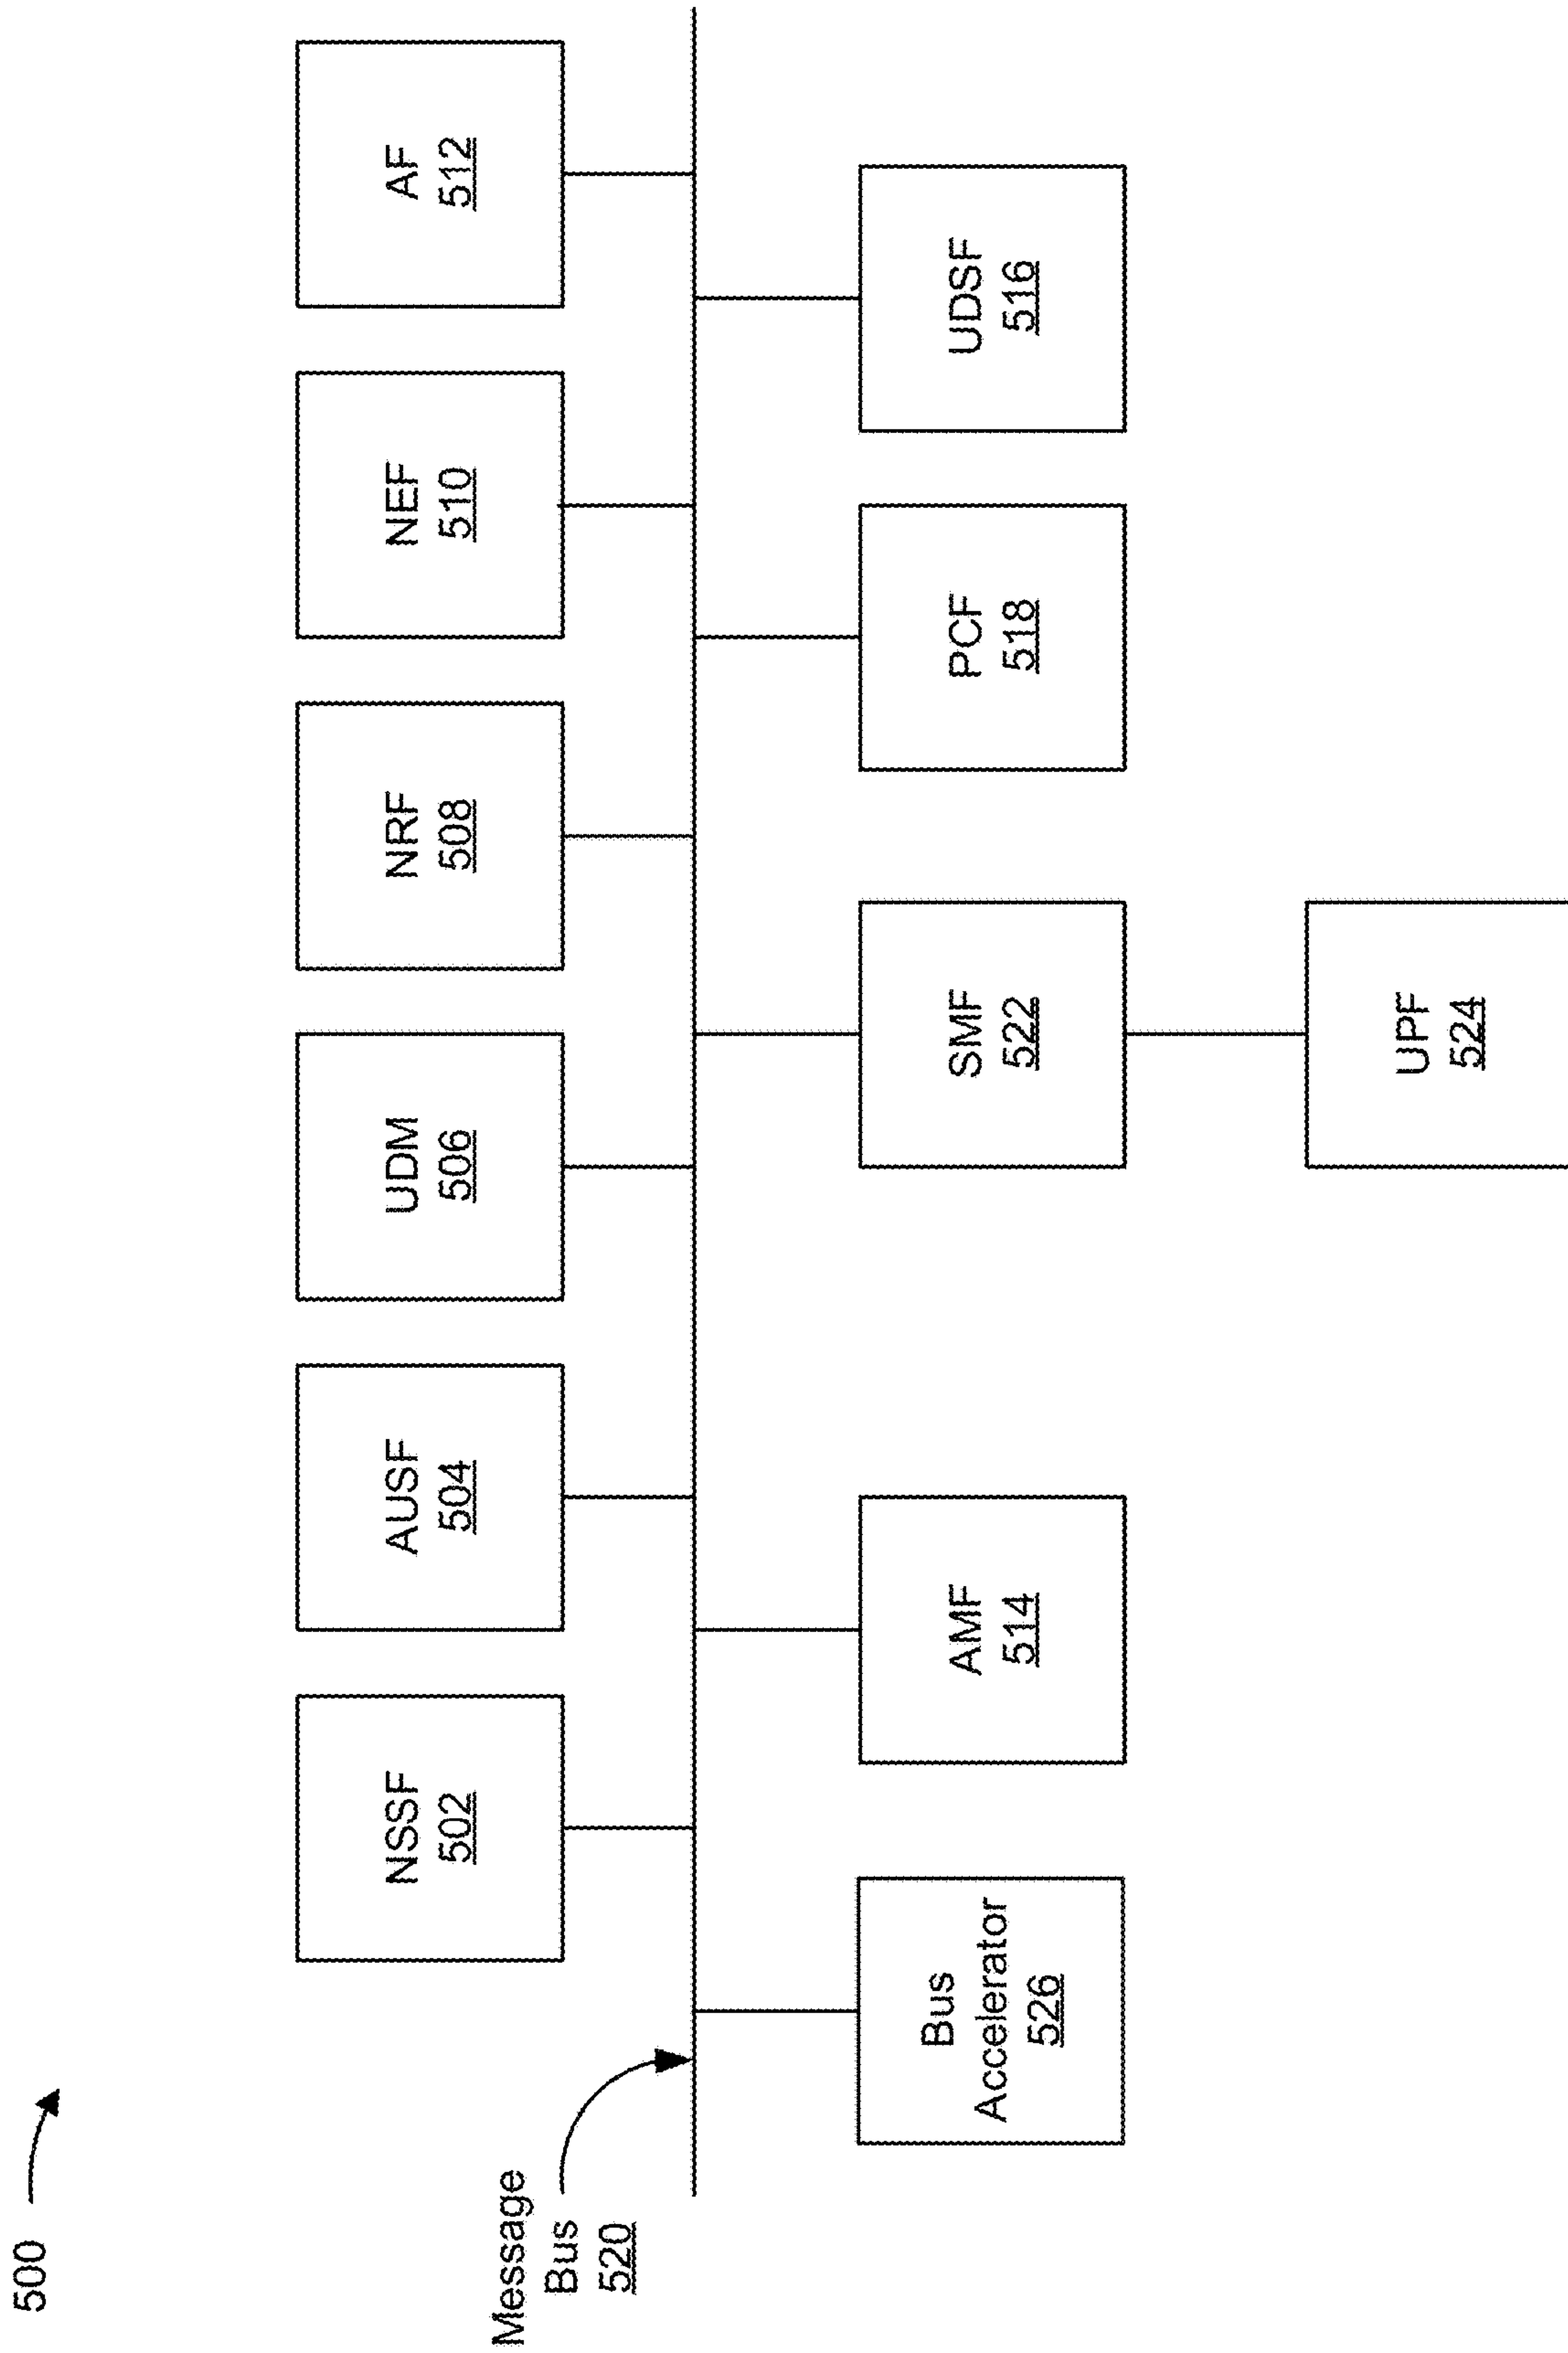 500
NSSF
502
AUSF
504
UDM
506
NRF
508
NEF
510
AF
512
Message
Bus
520
Bus
Accelerator
526
AMF
514
SMF
522
PCF
518
UDSF
516
UPF
524